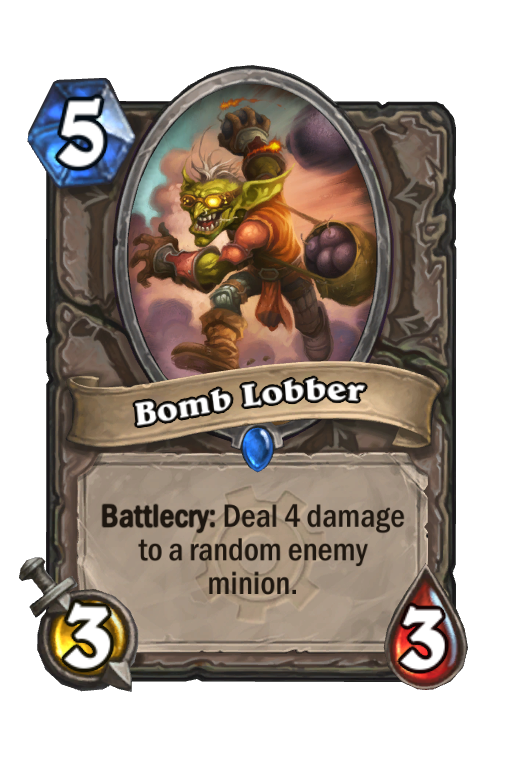 5
Bomb Lobber
Battlecry: Deal 4 damage
to a random enemy
minion.
3
3